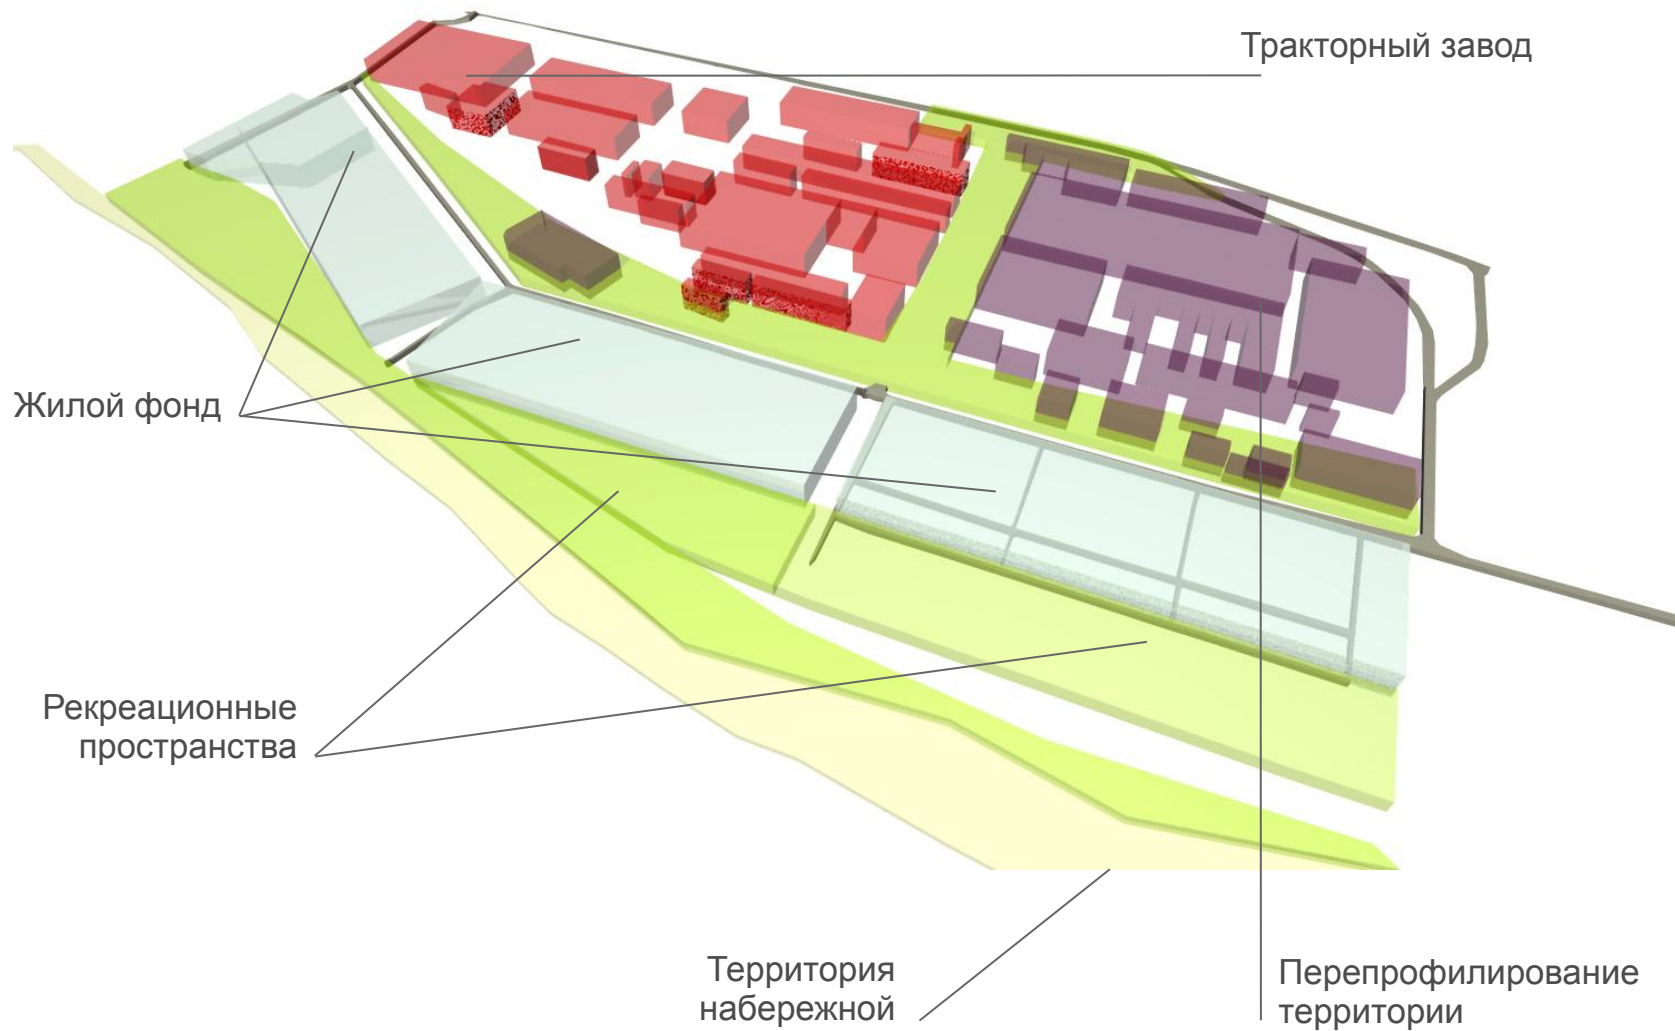 Тракторный завод
Жилой фонд
Рекреационные
пространства
Территория
набережной
Перепрофилирование
территории